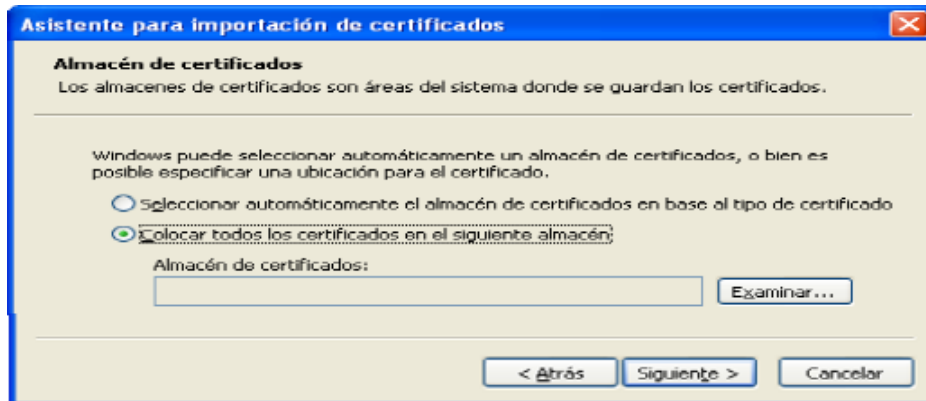 Asistente para importación de certificados
Almacén de certificados
Los almacenes de certificados son áreas del sistema donde se guardan los certificados.
Windows puede seleccionar automáticamente un almacén de certificados, o bien es
posible especificar una ubicación para el certificado.
Seleccionar automáticamente el almacén de certificados en base al tipo de certificado
Colocar todos los certificados en el siguiente almacén:
Almacén de certificados:
Examinar...
< Atrás
Siguiente >
Cancelar